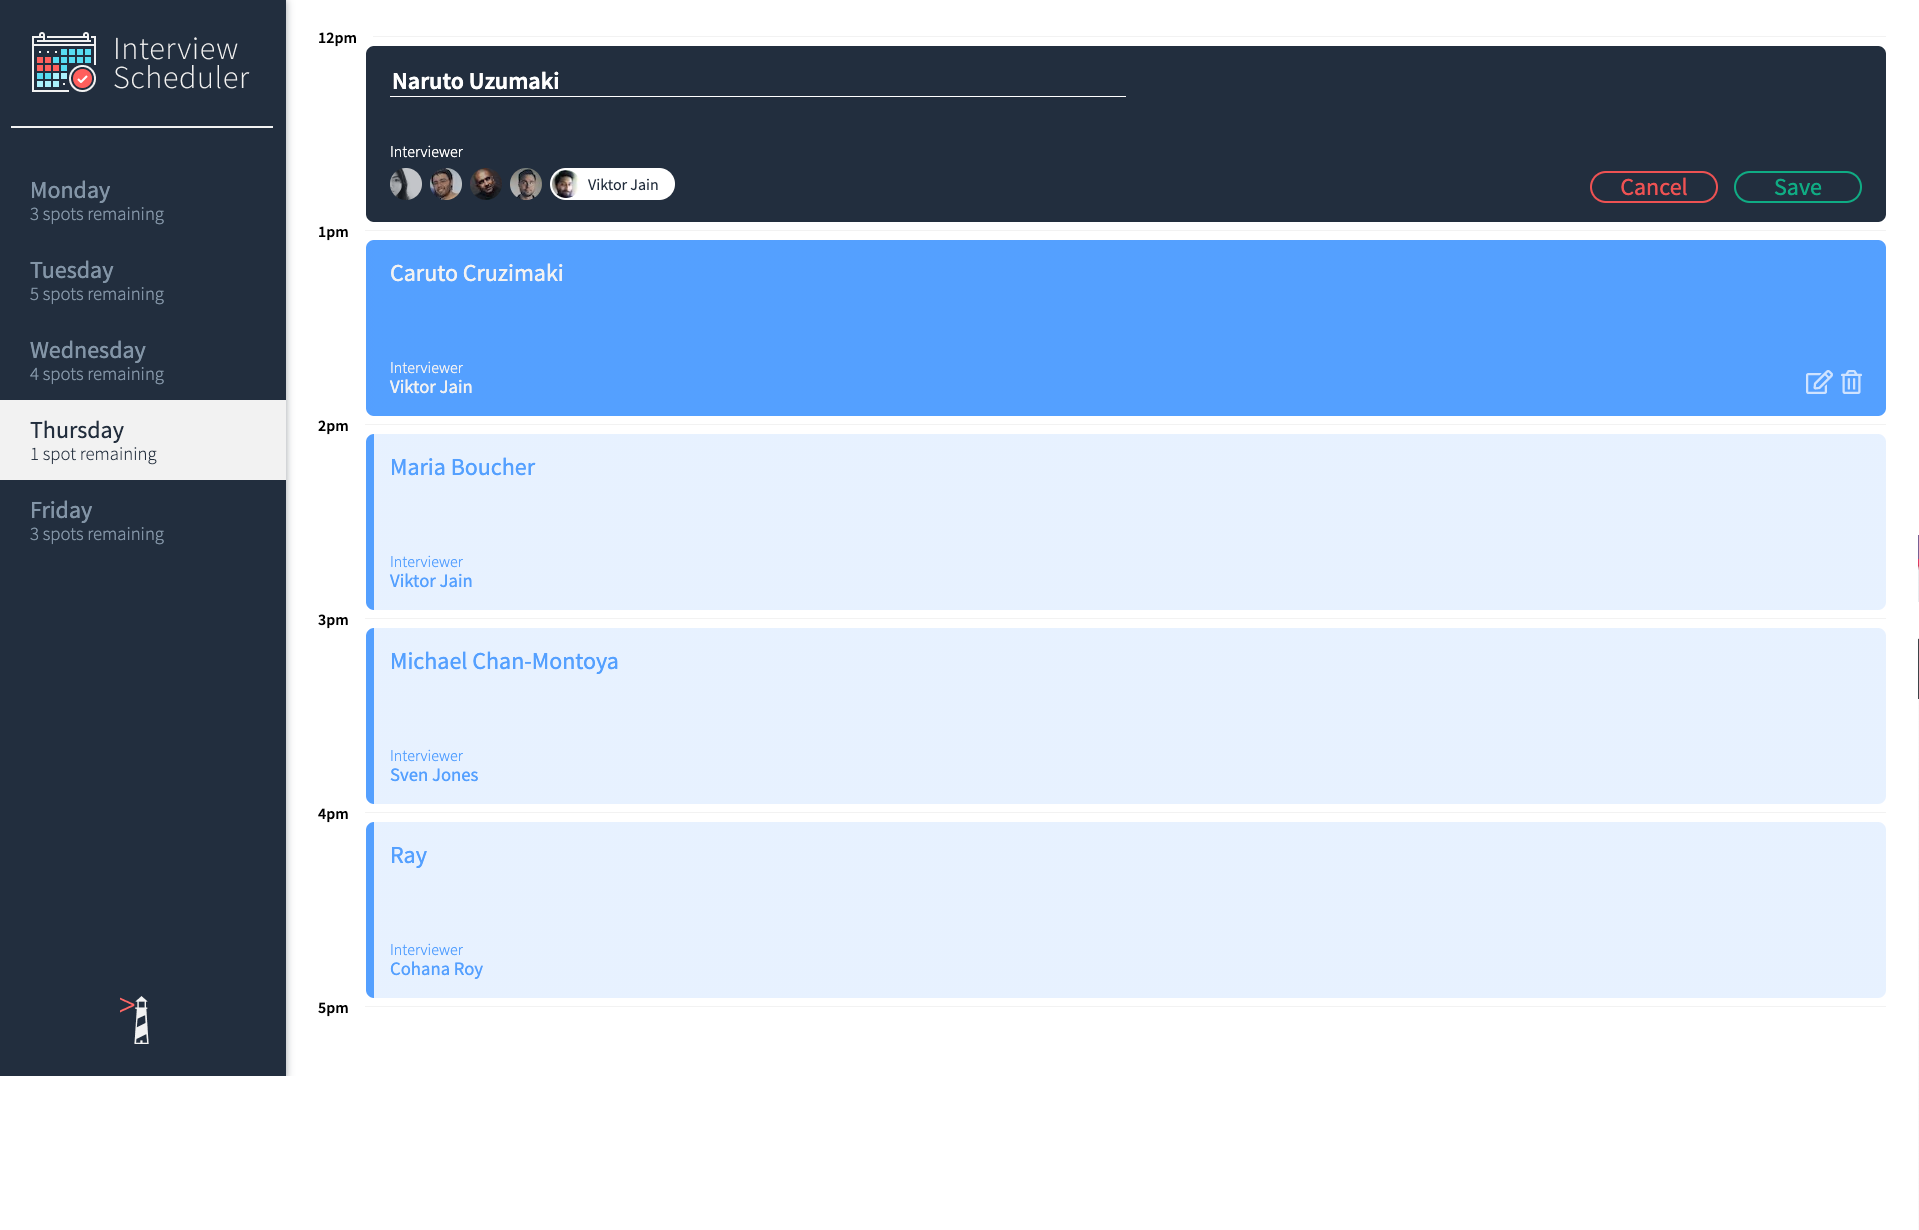 Interview
Scheduler
Monday
3 spots remaining
Tuesday
5 spots remaining
Wednesday
4 spots remaining
Thursday
1 spot remaining
Friday
3 spots remaining
12pm
Naruto Uzumaki
Interviewer
Viktor Jain
Cancel
Save
1pm
Caruto Cruzimaki
Interviewer
Viktor Jain
2pm
Maria Boucher
Interviewer
Viktor Jain
3pm
Michael Chan-Montoya
Interviewer
Sven Jones
4pm
Ray
Interviewer
Cohana Roy
5pm